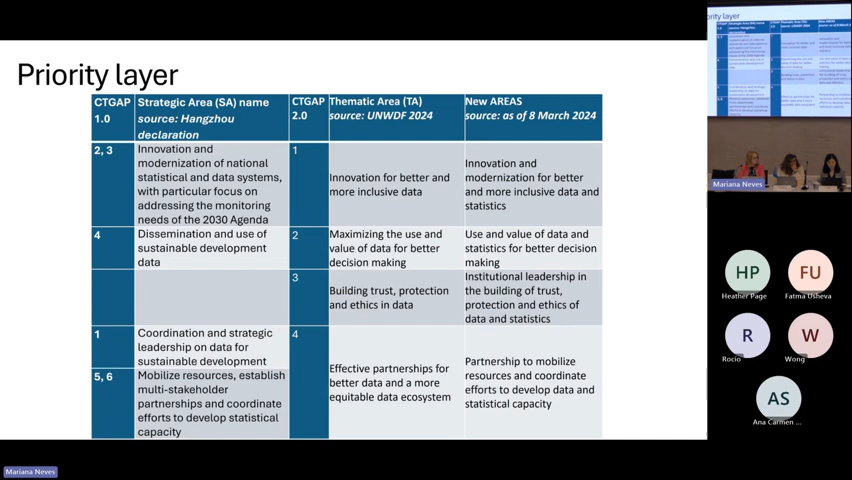 Priority layer
CTGAP
1.0
Strategic Area (SA) name
source: Hangzhou
declaration
CTGAP
2.0
Thematic Area (TA)
source: UNWDF 2024
New AREAS
source: as of 8 March 2024
2, 3
Innovation and
modernization of national
statistical and data systems,
with particular focus on
addressing the monitoring
needs of the 2030 Agenda
1
Innovation for better and
more inclusive data
Innovation and
modernization for better
and more inclusive data and
statistics
4
Dissemination and use of
sustainable development
data
2
Maximizing the use and
value of data for better
decision making
Use and value of data and
statistics for better decision
making
3
Building trust, protection
and ethics in data
Institutional leadership in
the building of trust,
protection and ethics of
data and statistics
1
Coordination and strategic
leadership on data for
sustainable development
4
Effective partnerships for
better data and a more
equitable data ecosystem
Partnership to mobilize
resources and coordinate
efforts to develop data and
statistical capacity
5, 6
Mobilize resources, establish
multi-stakeholder
partnerships and coordinate
efforts to develop statistical
capacity
ority layer
Mariana Neves
HP
Heather Page
FU
Fatma Usheva
R
Rocio
W
Wong
AS
Ana Carmen ...
Mariana Neves